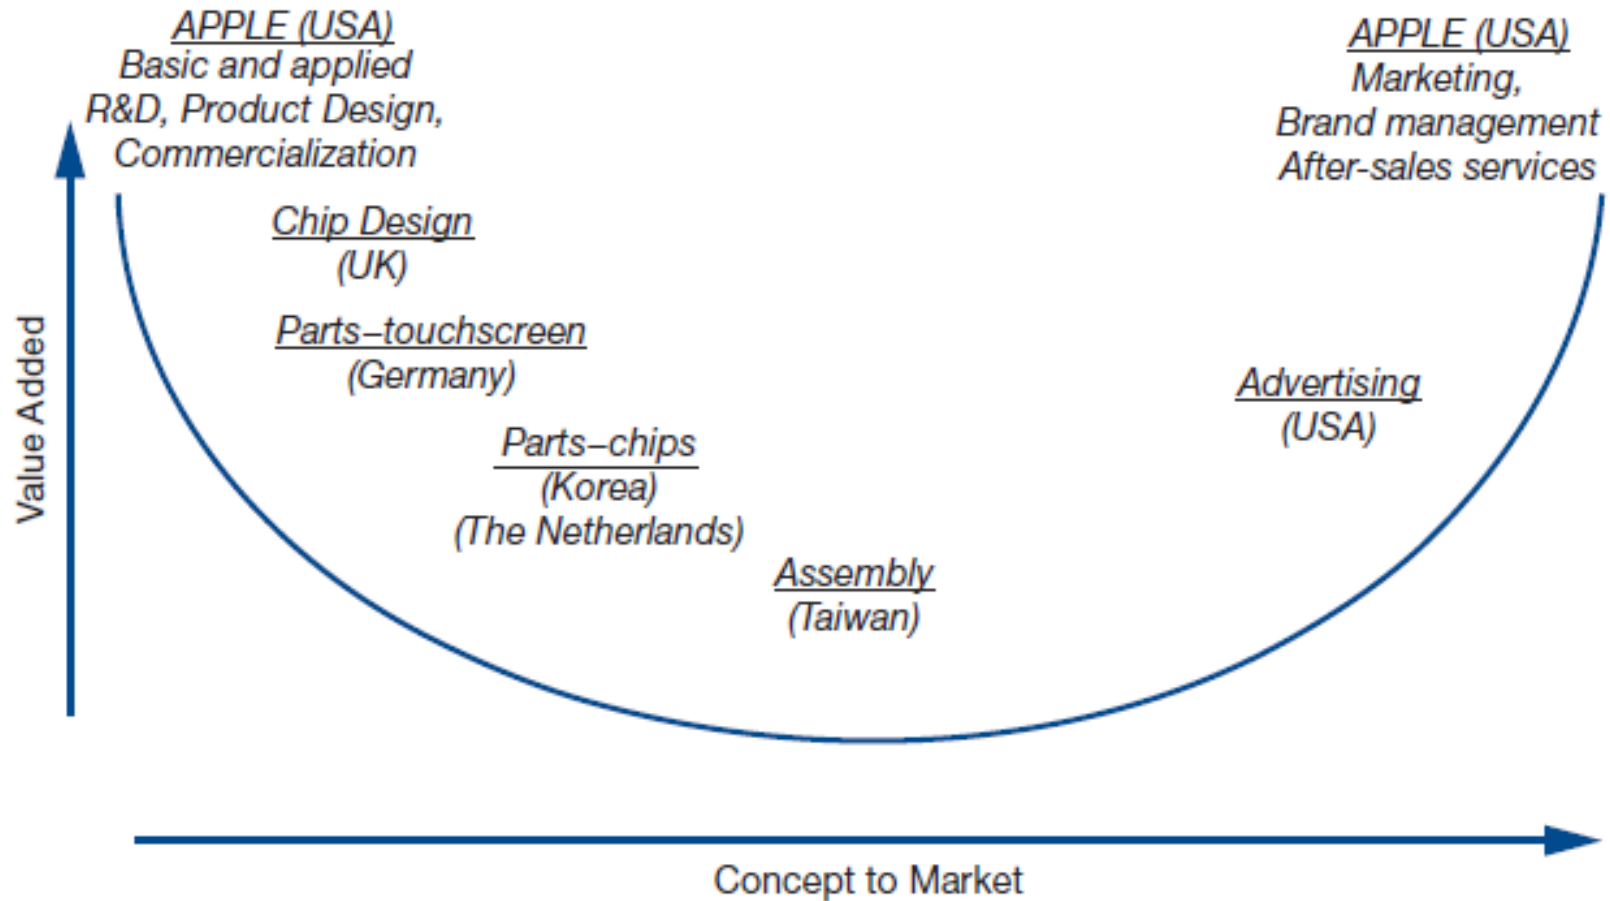 APPLE (USA)
Basic and applied
R&D, Product Design,
Commercialization
APPLE (USA)
Marketing,
Brand management
After-sales services
Chip Design
(UK)
Parts–touchscreen
(Germany)
Parts–chips
(Korea)
(The Netherlands)
Assembly
(Taiwan)
Advertising
(USA)
Value Added
Concept to Market